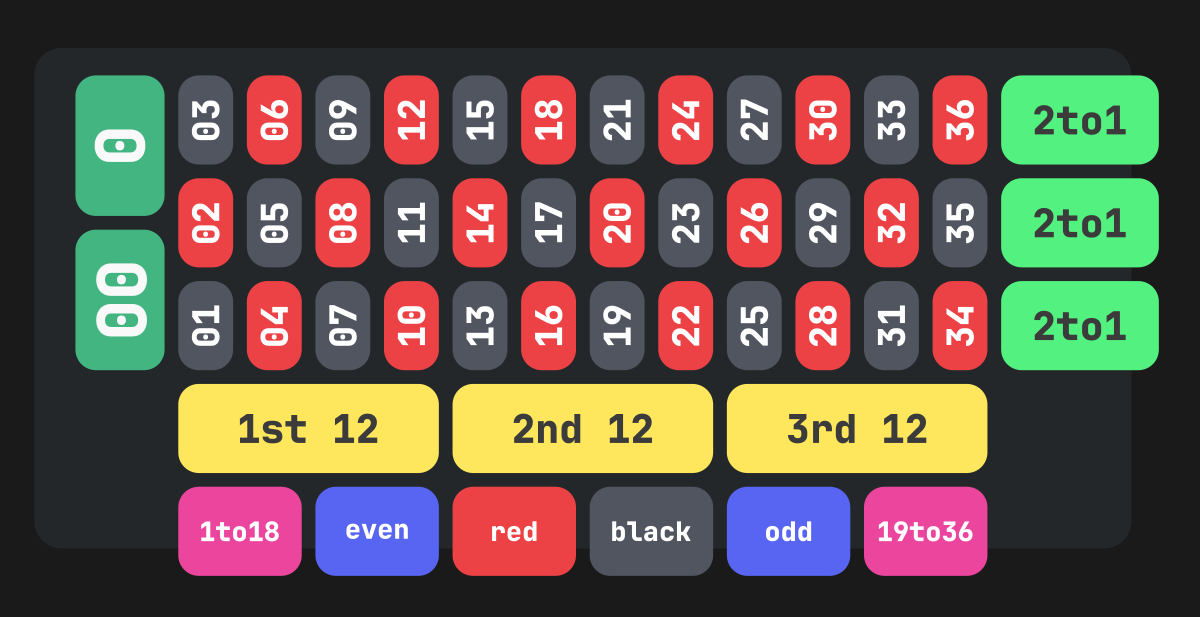 0
00
03 06 09 12 15 18 21 24 27 30 33 36 2to1
02 05 08 11 14 17 20 23 26 29 32 35 2to1
01 04 07 10 13 16 19 22 25 28 31 34 2to1
1st 12 2nd 12 3rd 12
1to18 even red black odd 19to36